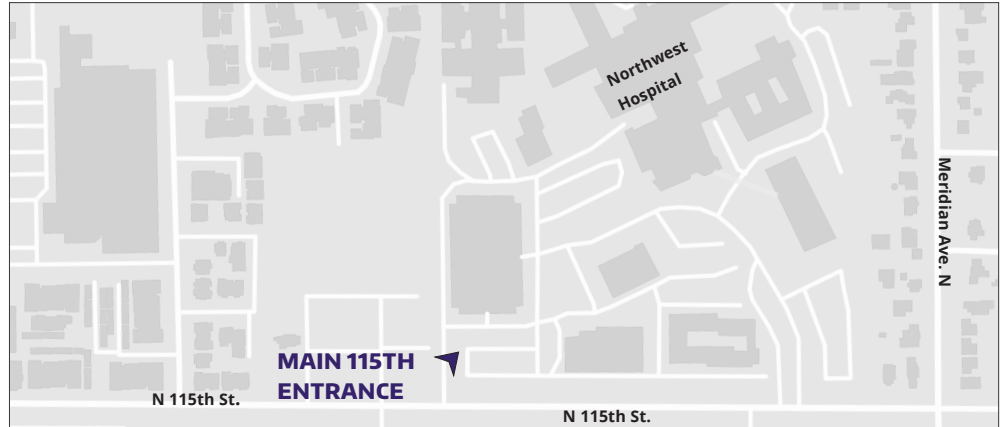 Northwest
Hospital
Meridian Ave. N
MAIN 115TH
ENTRANCE
N 115th St.
N 115th St.